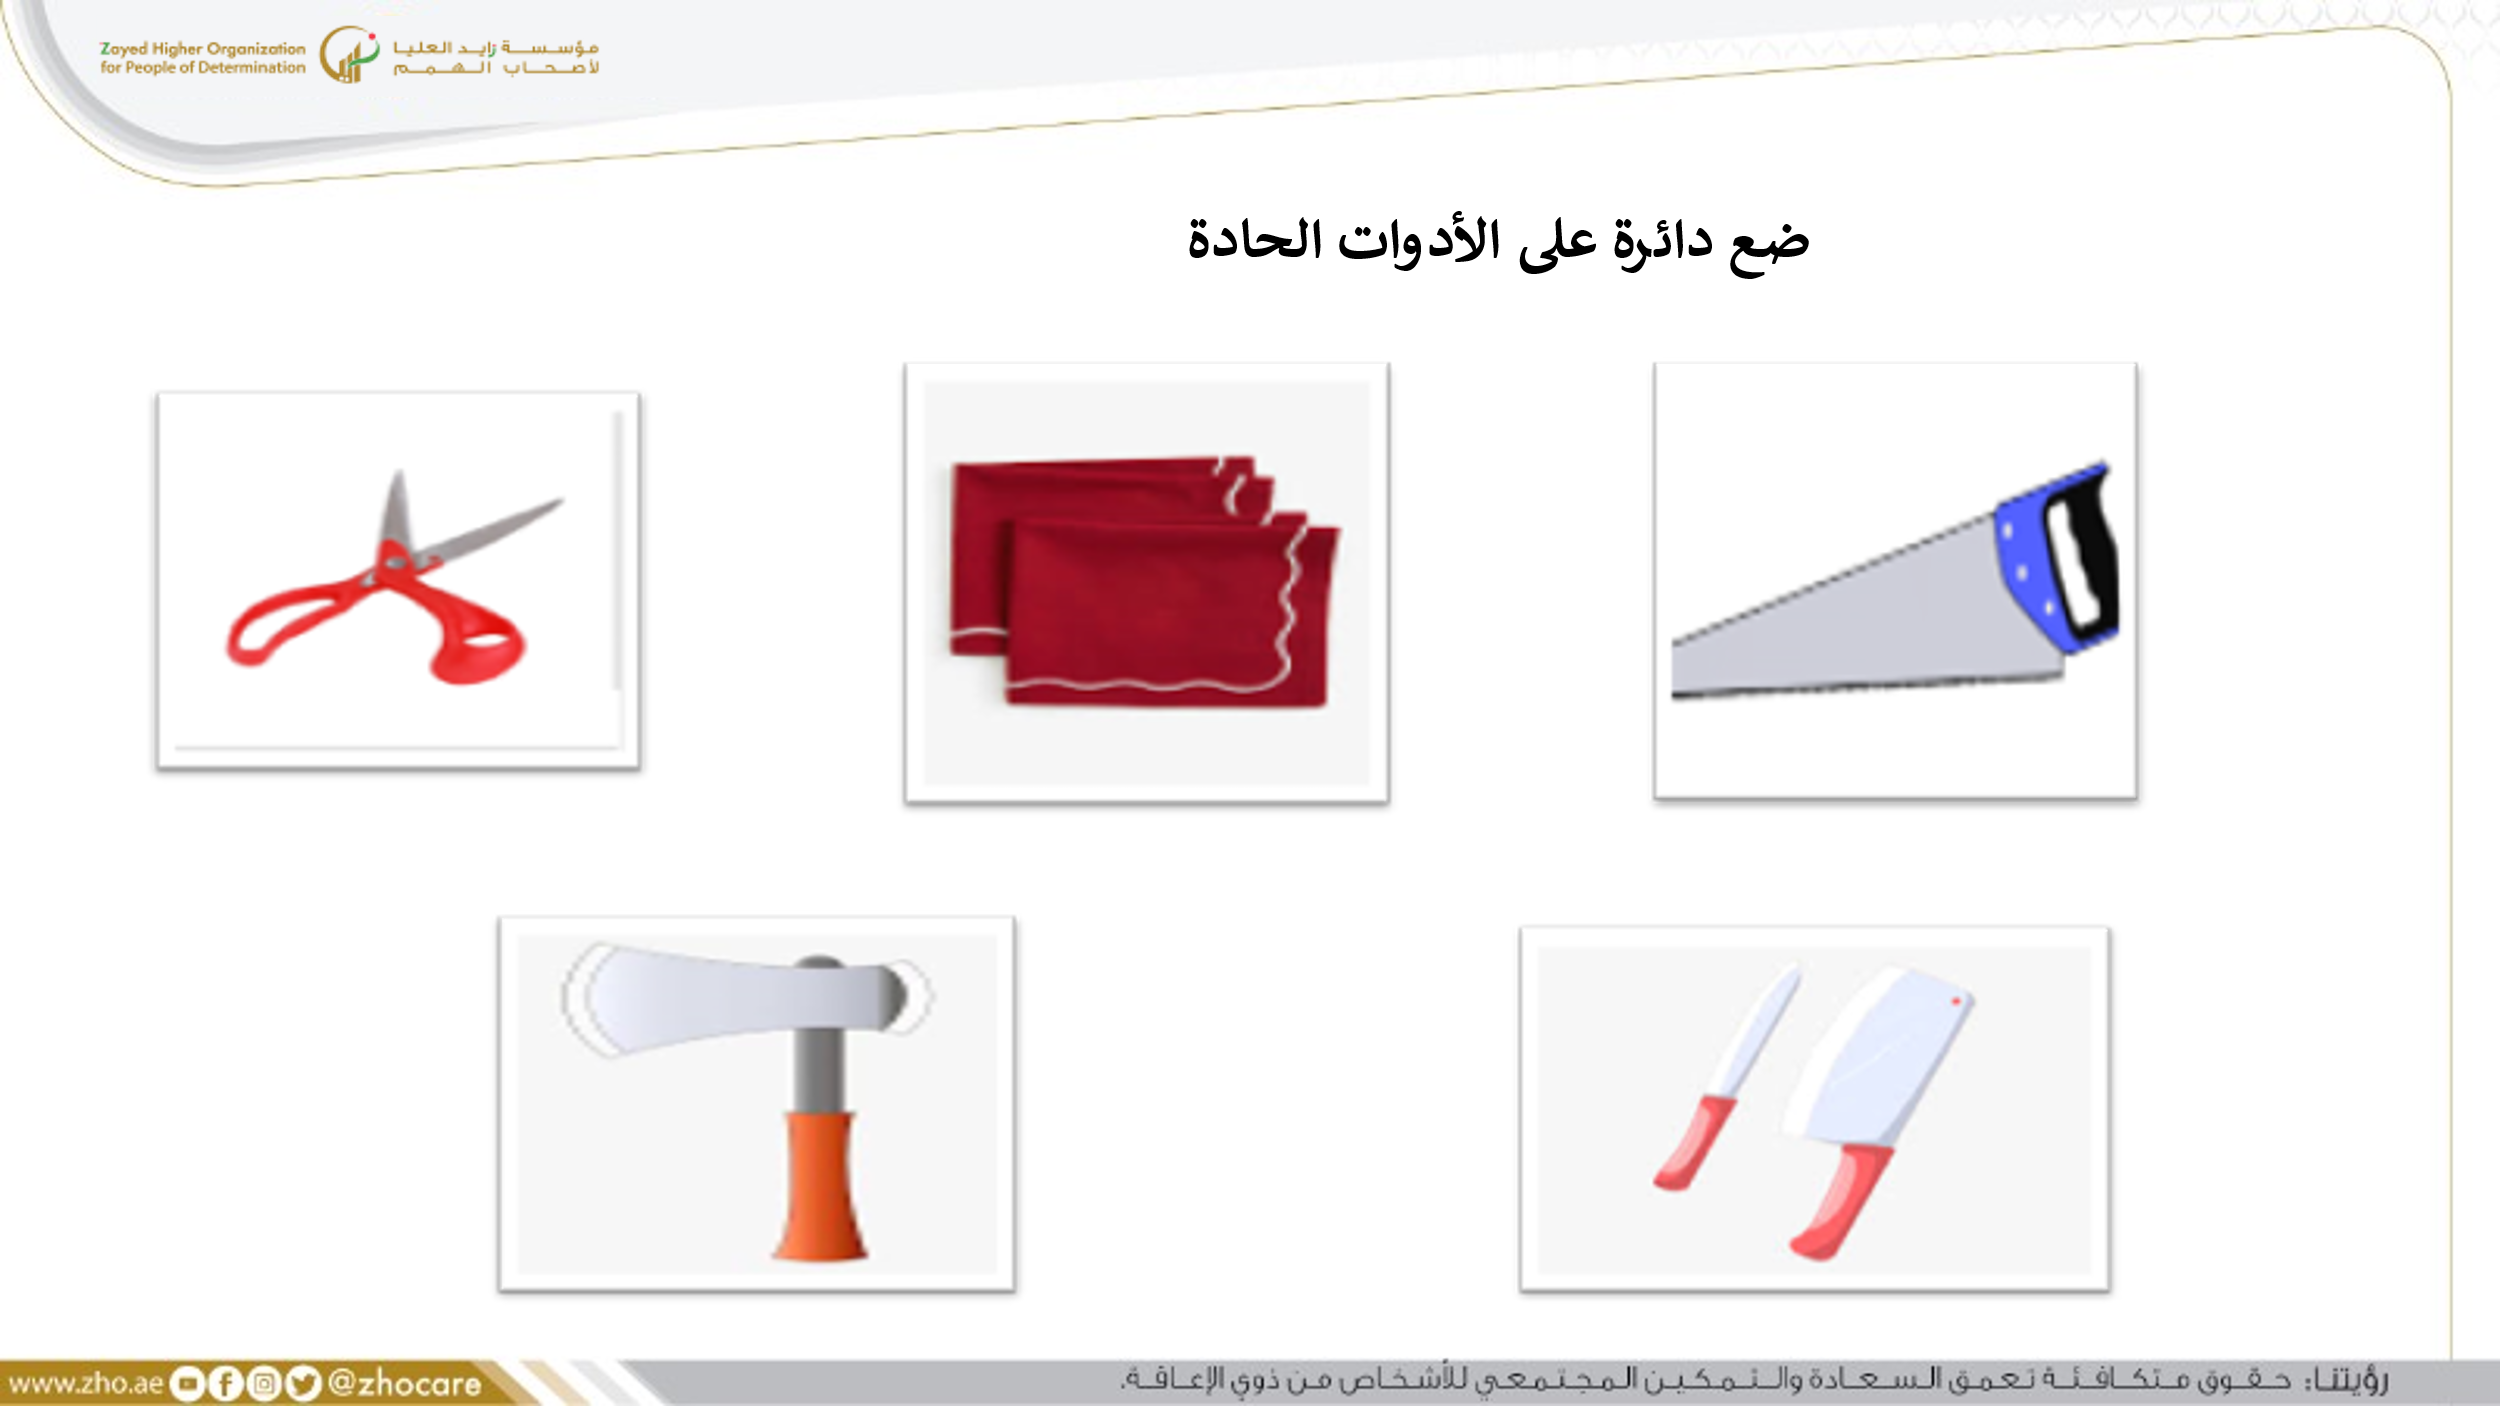 Zayed Higher Organization
for People of Determination
مؤسسة زايد العليا
لأصحاب الهمم
ضع دائرة على الأدوات الحادة
www.zho.ae @zhocare
رؤيتنا: حقوق متكافئة تعمق السعادة والتمكين المجتمعي للأشخاص من ذوي الإعاقة.